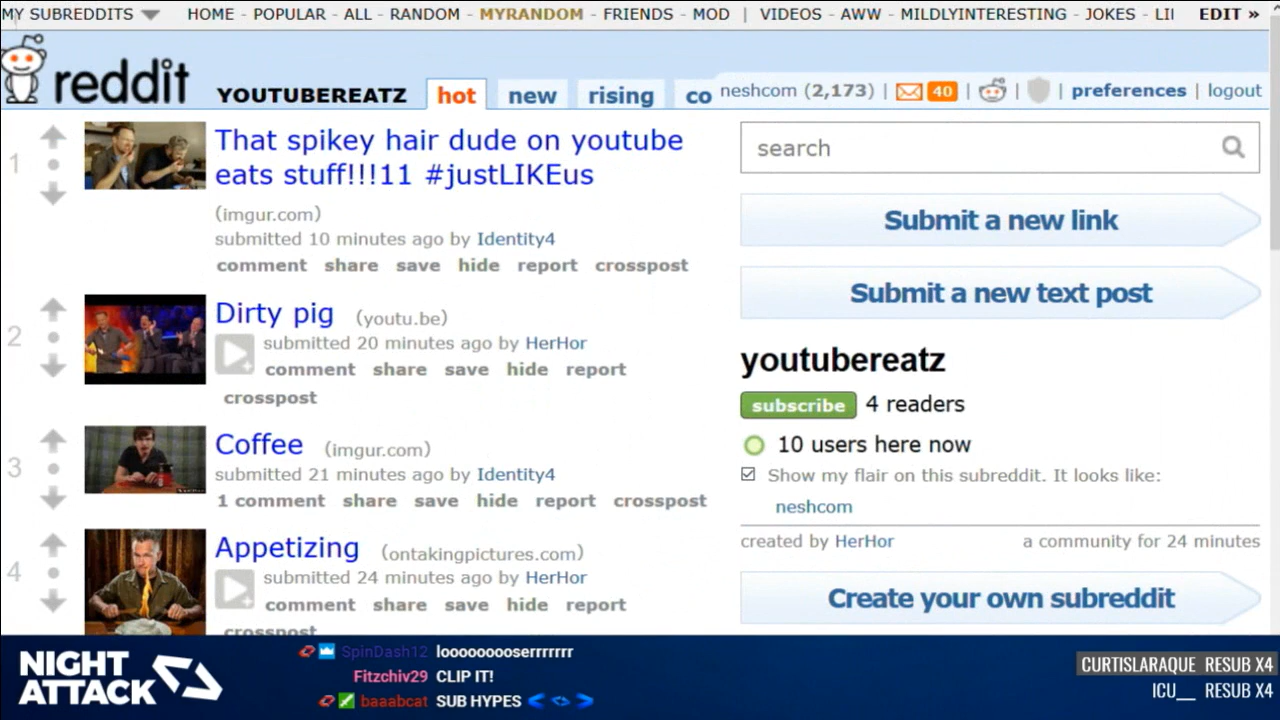 MY SUBREDDITS HOME - POPULAR - ALL - RANDOM - MYRANDOM - FRIENDS - MOD | VIDEOS - AWW - MILDLYINTERESTING - JOKES - EDIT »
reddit YOUTUBEREATZ hot new rising co neshcom (2,173) | 40 | | | preferences | logout
1
That spikey hair dude on youtube
eats stuff!!!11 #justLIKEus
(imgur.com)
submitted 10 minutes ago by Identity4
comment share save hide report crosspost
2
Dirty pig (youtu.be)
submitted 20 minutes ago by HerHor
comment share save hide report
crosspost
3
Coffee (imgur.com)
submitted 21 minutes ago by Identity4
1 comment share save hide report crosspost
4
Appetizing (ontakingpictures.com)
submitted 24 minutes ago by HerHor
comment share save hide report
crosspost
search
Submit a new link
Submit a new text post
youtubereatz
subscribe 4 readers
10 users here now
Show my flair on this subreddit. It looks like:
neshcom
created by HerHor a community for 24 minutes
Create your own subreddit
NIGHT
ATTACK
SpinDash12 looooooooserrrrrrr
Fitzchiv29 CLIP IT!
baaabcat SUB HYPES
CURTISLARAQUE RESUB X4
ICU__ RESUB X4